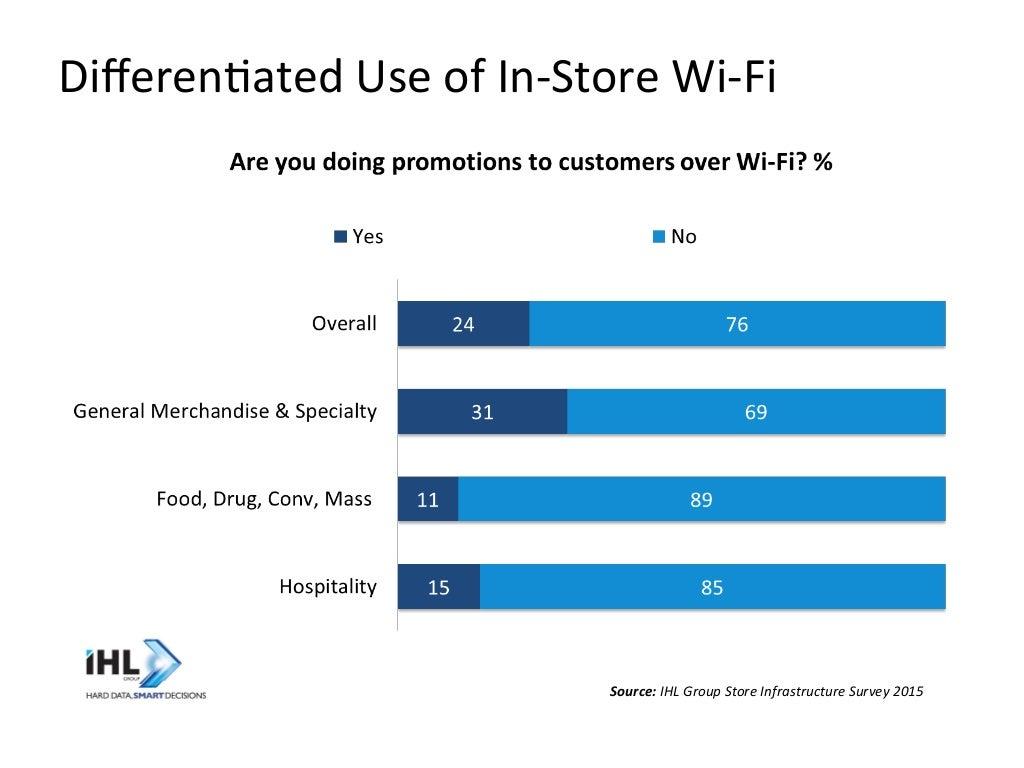 Differentiated Use of In-Store Wi-Fi
Are you doing promotions to customers over Wi-Fi? %
Yes No
Overall 24 76
General Merchandise & Specialty 31 69
Food, Drug, Conv, Mass 11 89
Hospitality 15 85
iHL
GROUP
HARD DATA.SMART DECISIONS
Source: IHL Group Store Infrastructure Survey 2015